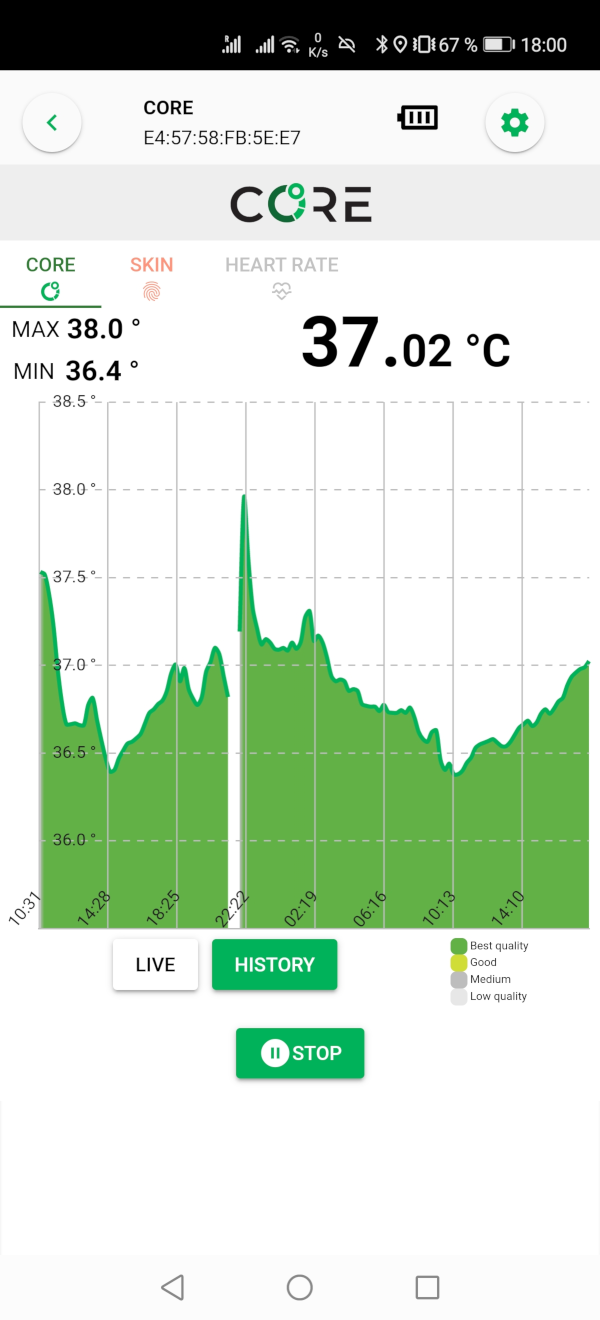 R 0 K/s 67 % 18:00
CORE
E4:57:58:FB:5E:E7
CORE
CORE SKIN HEART RATE
MAX 38.0 °
MIN 36.4 °
37.02 °C
38.5 °
38.0 °
37.5 °
37.0 °
36.5 °
36.0 °
10:31 14:28 18:25 22:22 02:19 06:16 10:13 14:10
LIVE HISTORY
Best quality
Good
Medium
Low quality
STOP